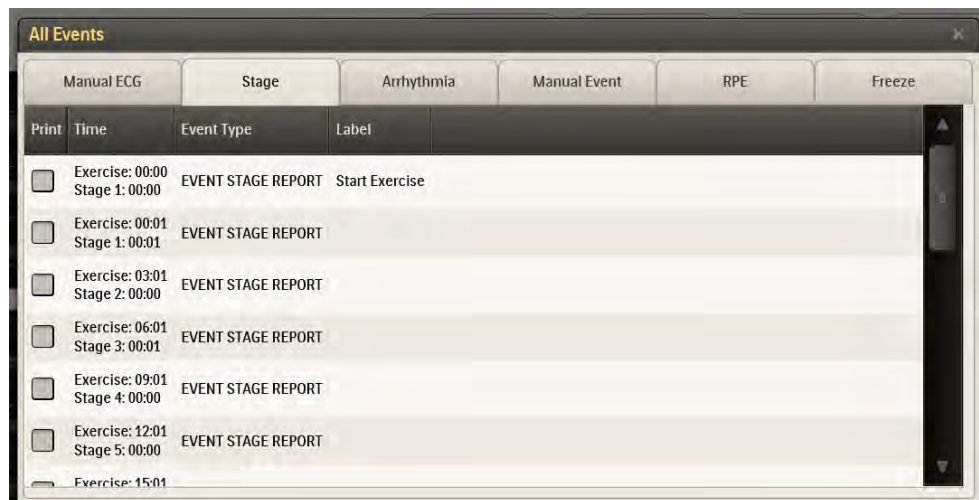 All Events
Manual ECG Stage Arrhythmia Manual Event RPE Freeze
Print Time Event Type Label
Exercise: 00:00
Stage 1: 00:00 EVENT STAGE REPORT Start Exercise
Exercise: 00:01
Stage 1: 00:01 EVENT STAGE REPORT
Exercise: 03:01
Stage 2: 00:00 EVENT STAGE REPORT
Exercise: 06:01
Stage 3: 00:01 EVENT STAGE REPORT
Exercise: 09:01
Stage 4: 00:00 EVENT STAGE REPORT
Exercise: 12:01
Stage 5: 00:00 EVENT STAGE REPORT
Exercise: 15:01